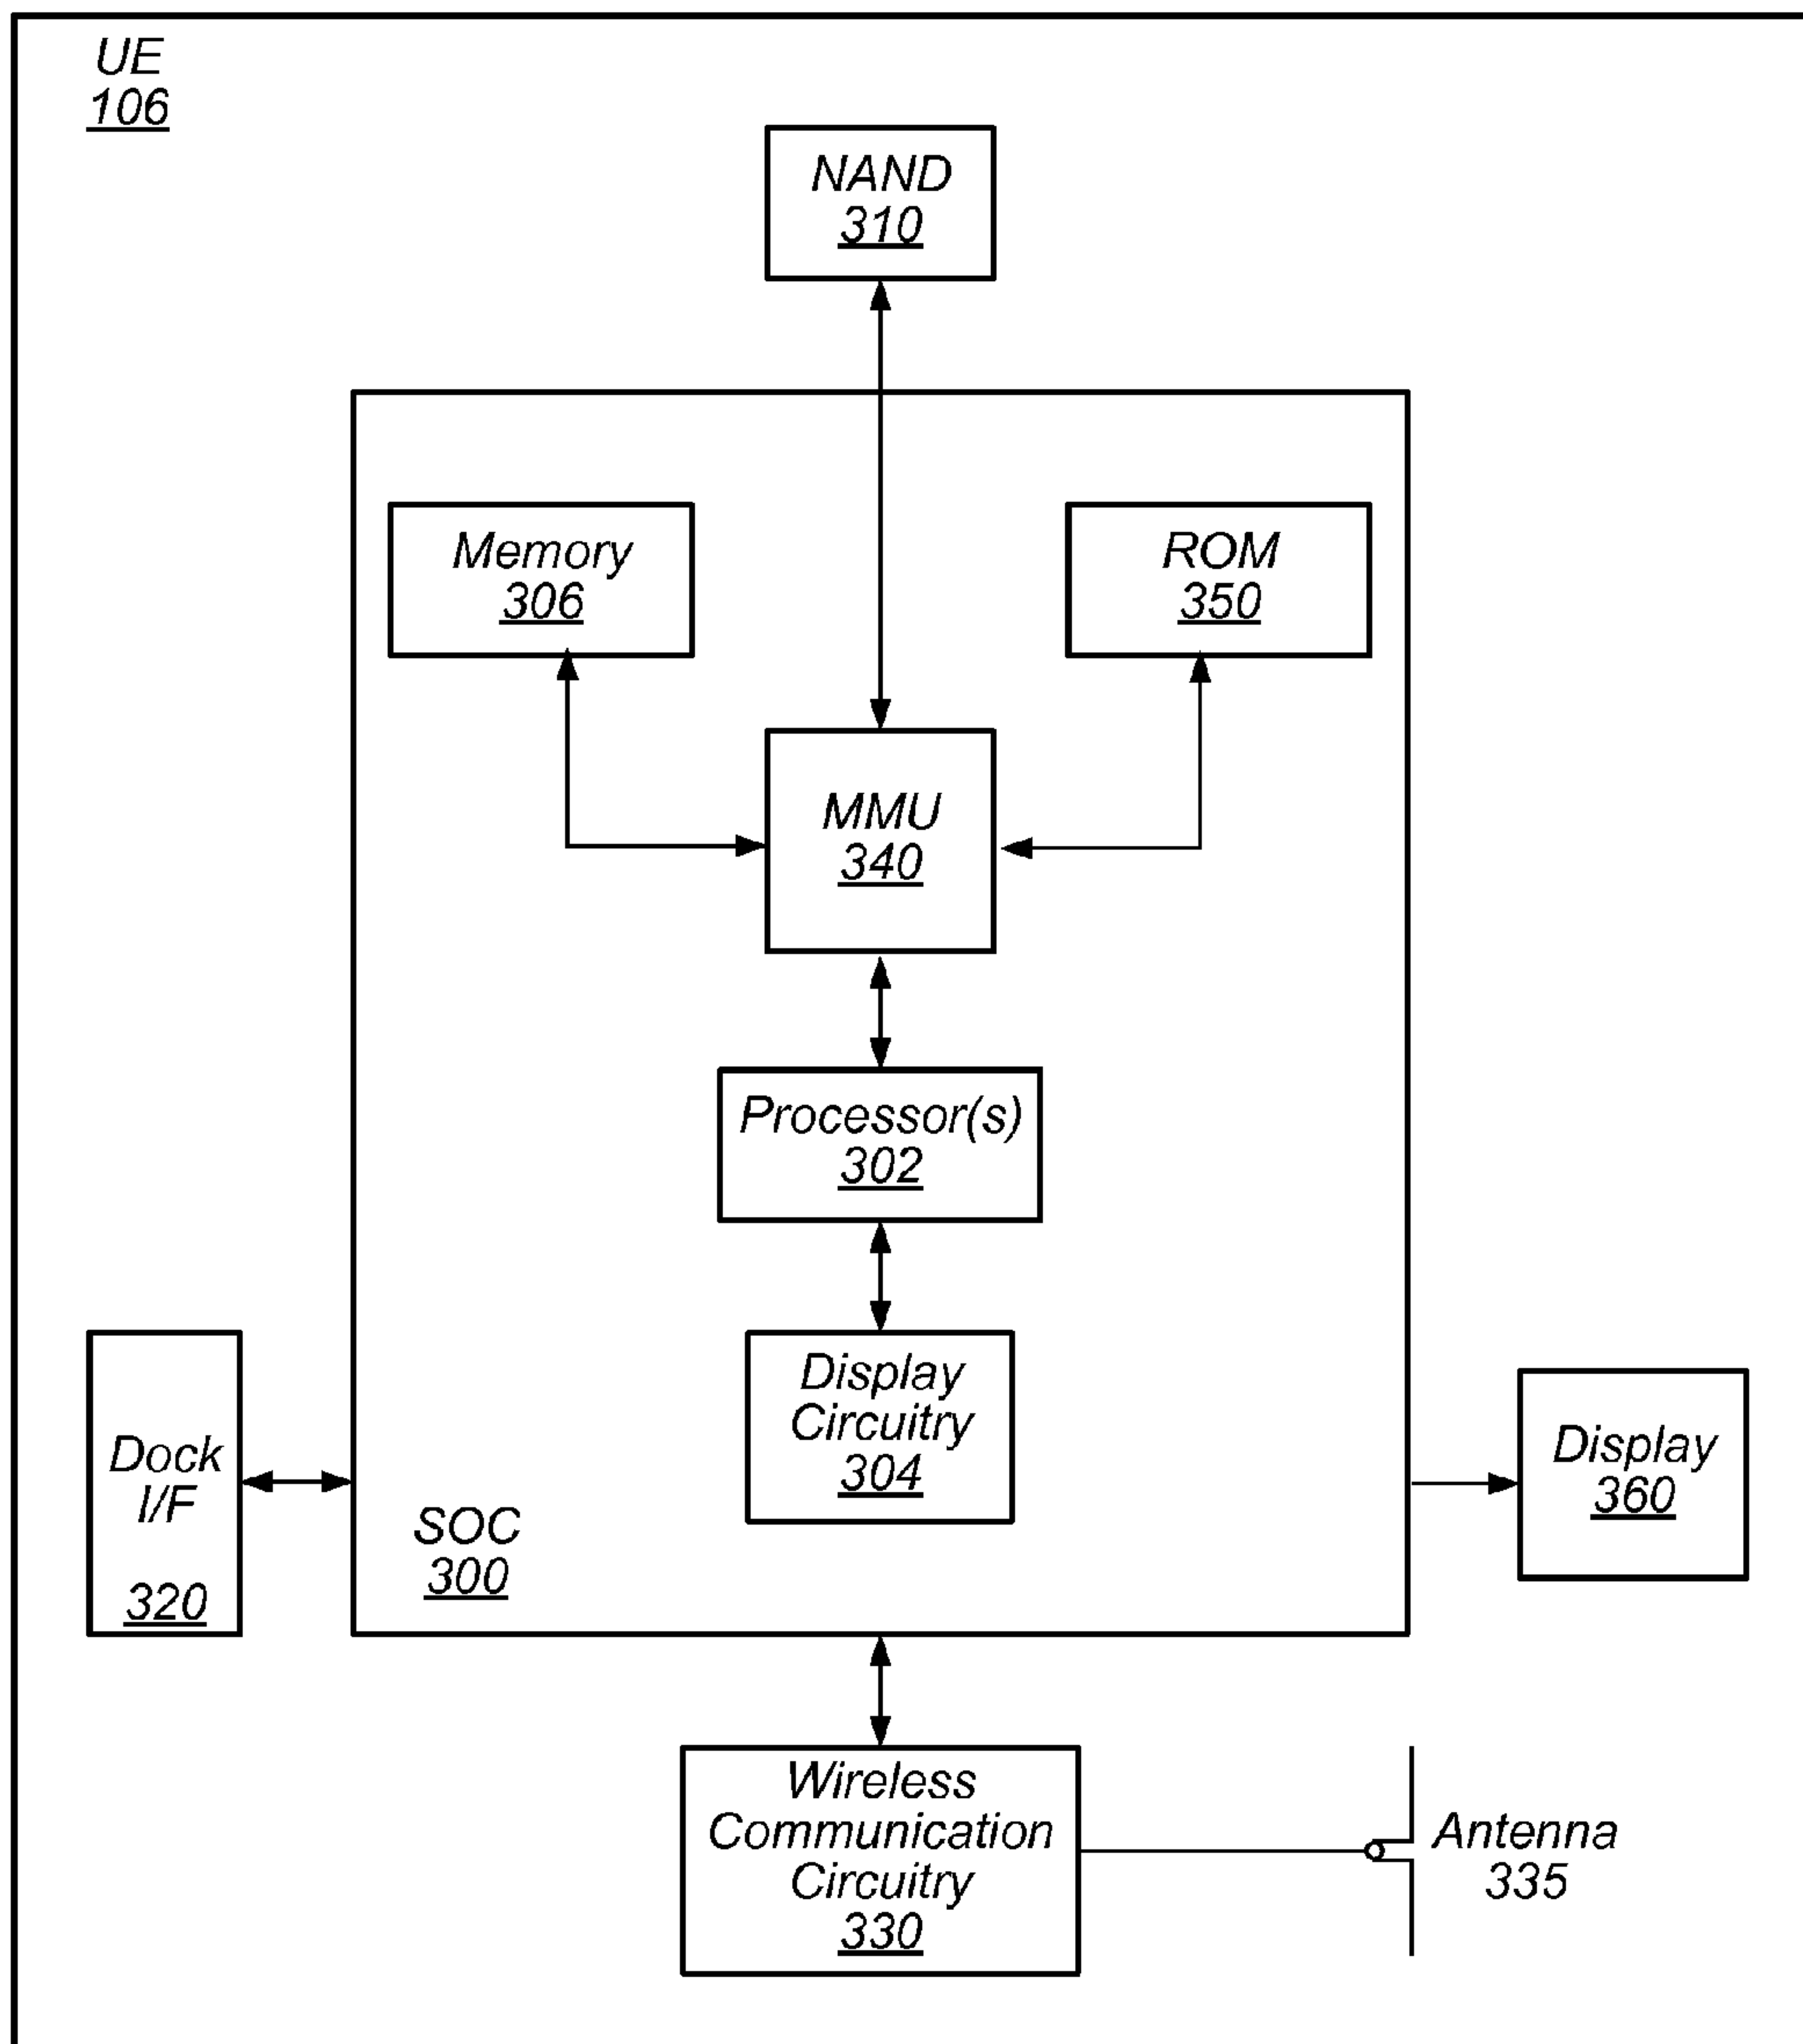 UE
106
NAND
310
Memory
306
ROM
350
MMU
340
Processor(s)
302
Display
Circuitry
304
Dock
I/F
320
SOC
300
Display
360
Wireless
Communication
Circuitry
330
Antenna
335